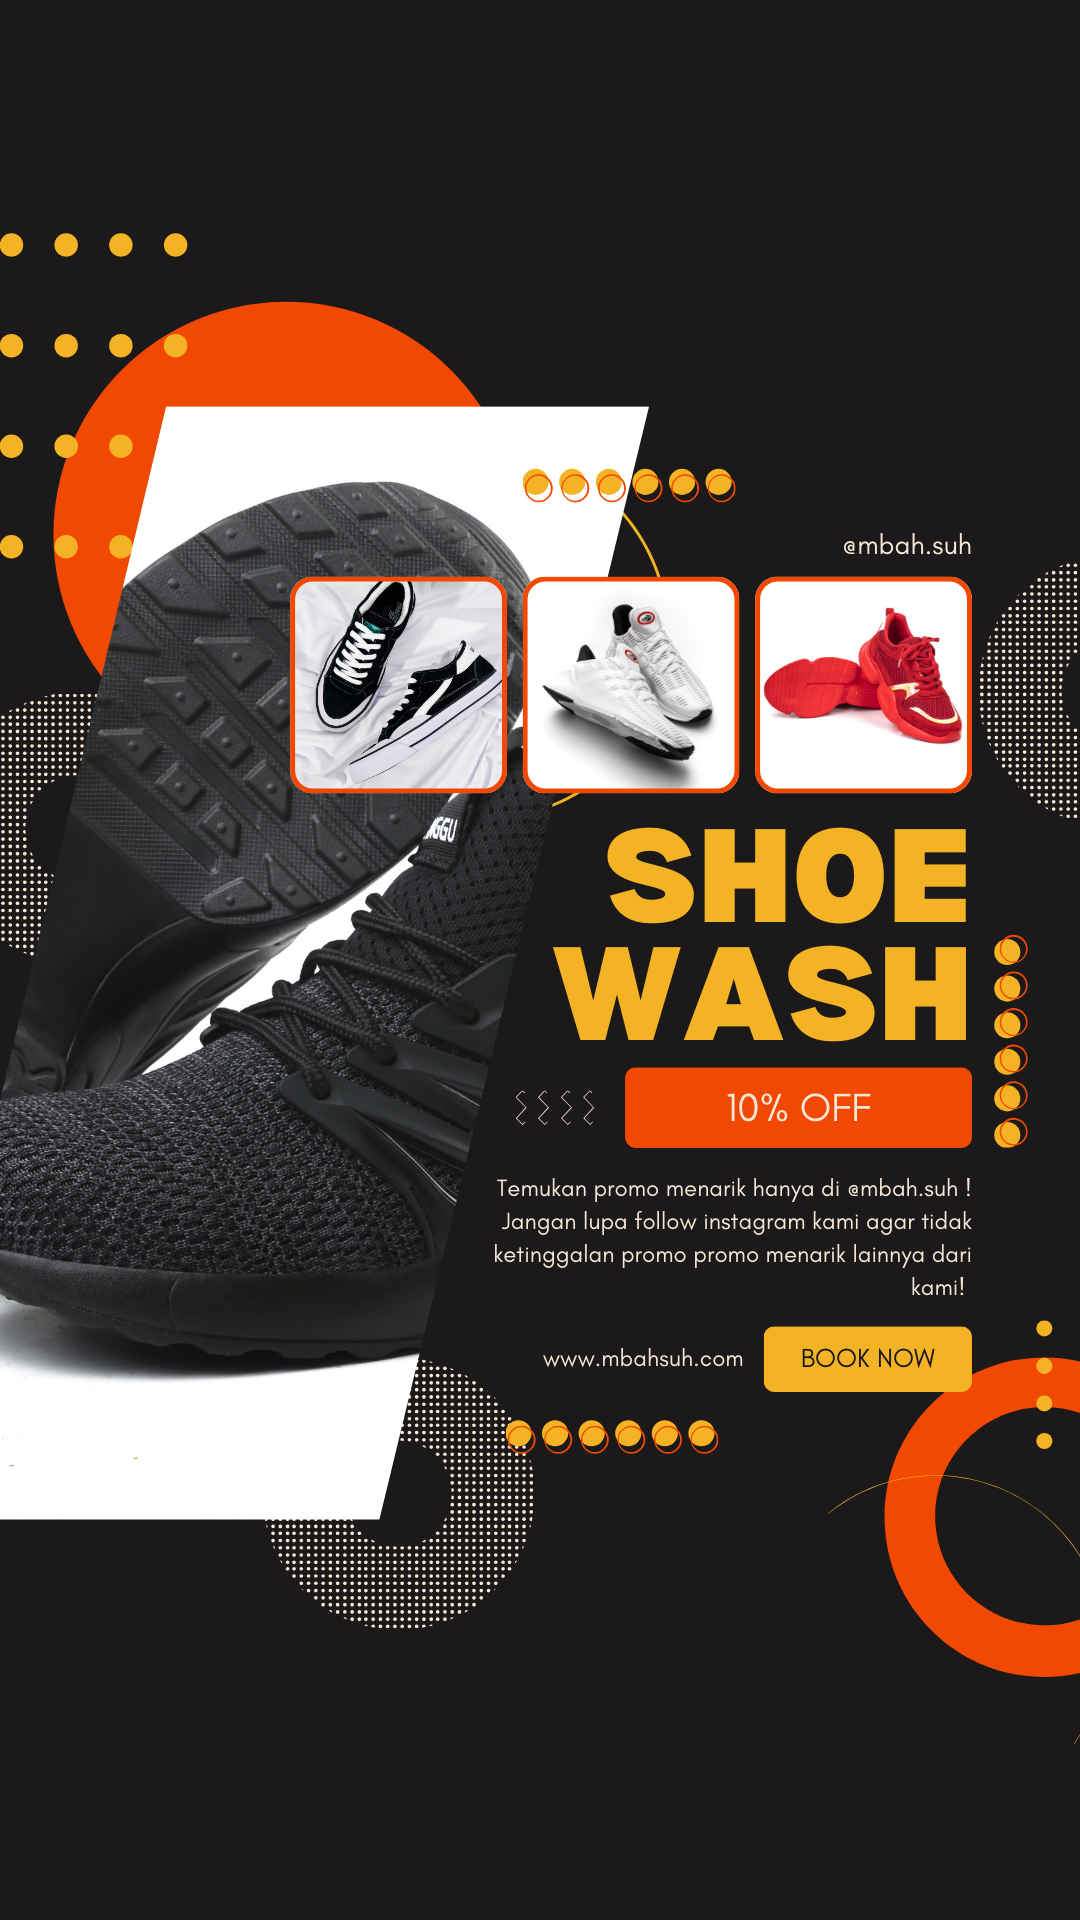 @mbah.suh
SHOE
WASH
10% OFF
Temukan promo menarik hanya di @mbah.suh !
Jangan lupa follow instagram kami agar tidak
ketinggalan promo promo menarik lainnya dari
kami!
www.mbahsuh.com
BOOK NOW